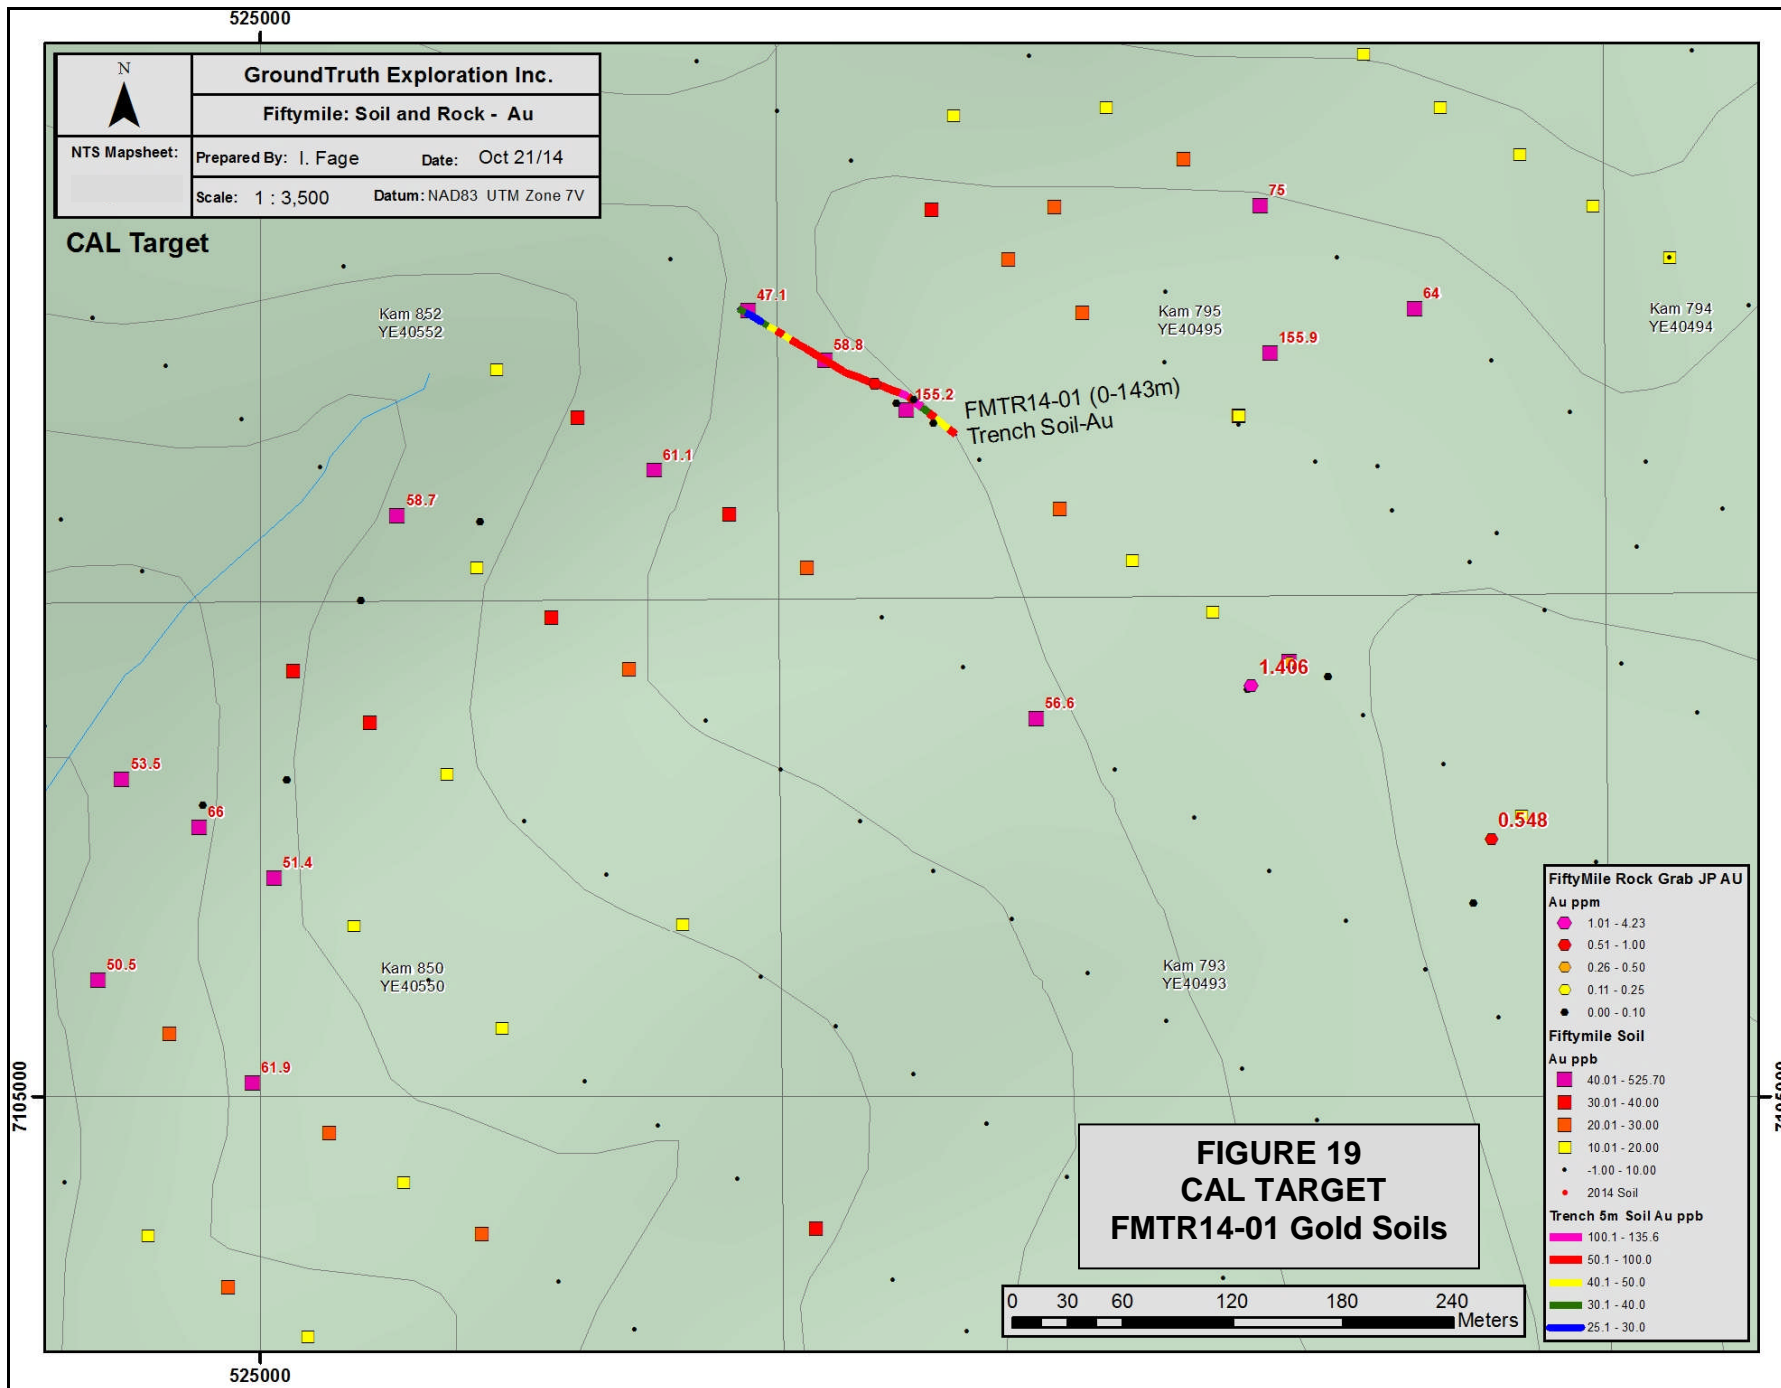 525000
N
GroundTruth Exploration Inc.
Fiftymile: Soil and Rock - Au
NTS Mapsheet:
Prepared By: I. Fage Date: Oct 21/14
Scale: 1 : 3,500 Datum: NAD83 UTM Zone 7V
CAL Target
75
47.1
64
Kam 852
YE40552
Kam 795
YE40495
Kam 794
YE40494
58.8
155.9
155.2
FMTR14-01 (0-143m)
Trench Soil-Au
61.1
58.7
1.406
56.6
53.5
66
0.548
51.4
50.5
Kam 850
YE40550
Kam 793
YE40493
61.9
7105000
7105000
FiftyMile Rock Grab JP AU
Au ppm
1.01 - 4.23
0.51 - 1.00
0.26 - 0.50
0.11 - 0.25
0.00 - 0.10
Fiftymile Soil
Au ppb
40.01 - 525.70
30.01 - 40.00
20.01 - 30.00
10.01 - 20.00
-1.00 - 10.00
2014 Soil
Trench 5m Soil Au ppb
100.1 - 135.6
50.1 - 100.0
40.1 - 50.0
30.1 - 40.0
25.1 - 30.0
FIGURE 19
CAL TARGET
FMTR14-01 Gold Soils
0 30 60 120 180 240
Meters
525000